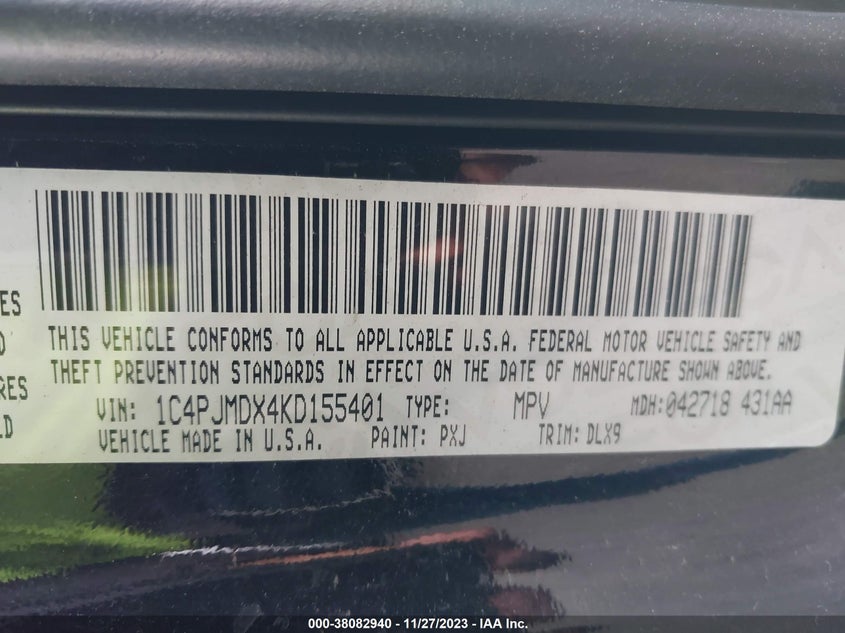 ES
D
RES
LD
THIS VEHICLE CONFORMS TO ALL APPLICABLE U.S.A. FEDERAL MOTOR VEHICLE SAFETY AND
THEFT PREVENTION STANDARDS IN EFFECT ON THE DATE OF MANUFACTURE SHOWN ABOVE.
VIN: 1C4PJMDX4KD155401 TYPE: MPV MDH:042718 431AA
VEHICLE MADE IN U.S.A. PAINT: PXJ TRIM: DLX9
000-38082940 - 11/27/2023 - IAA Inc.